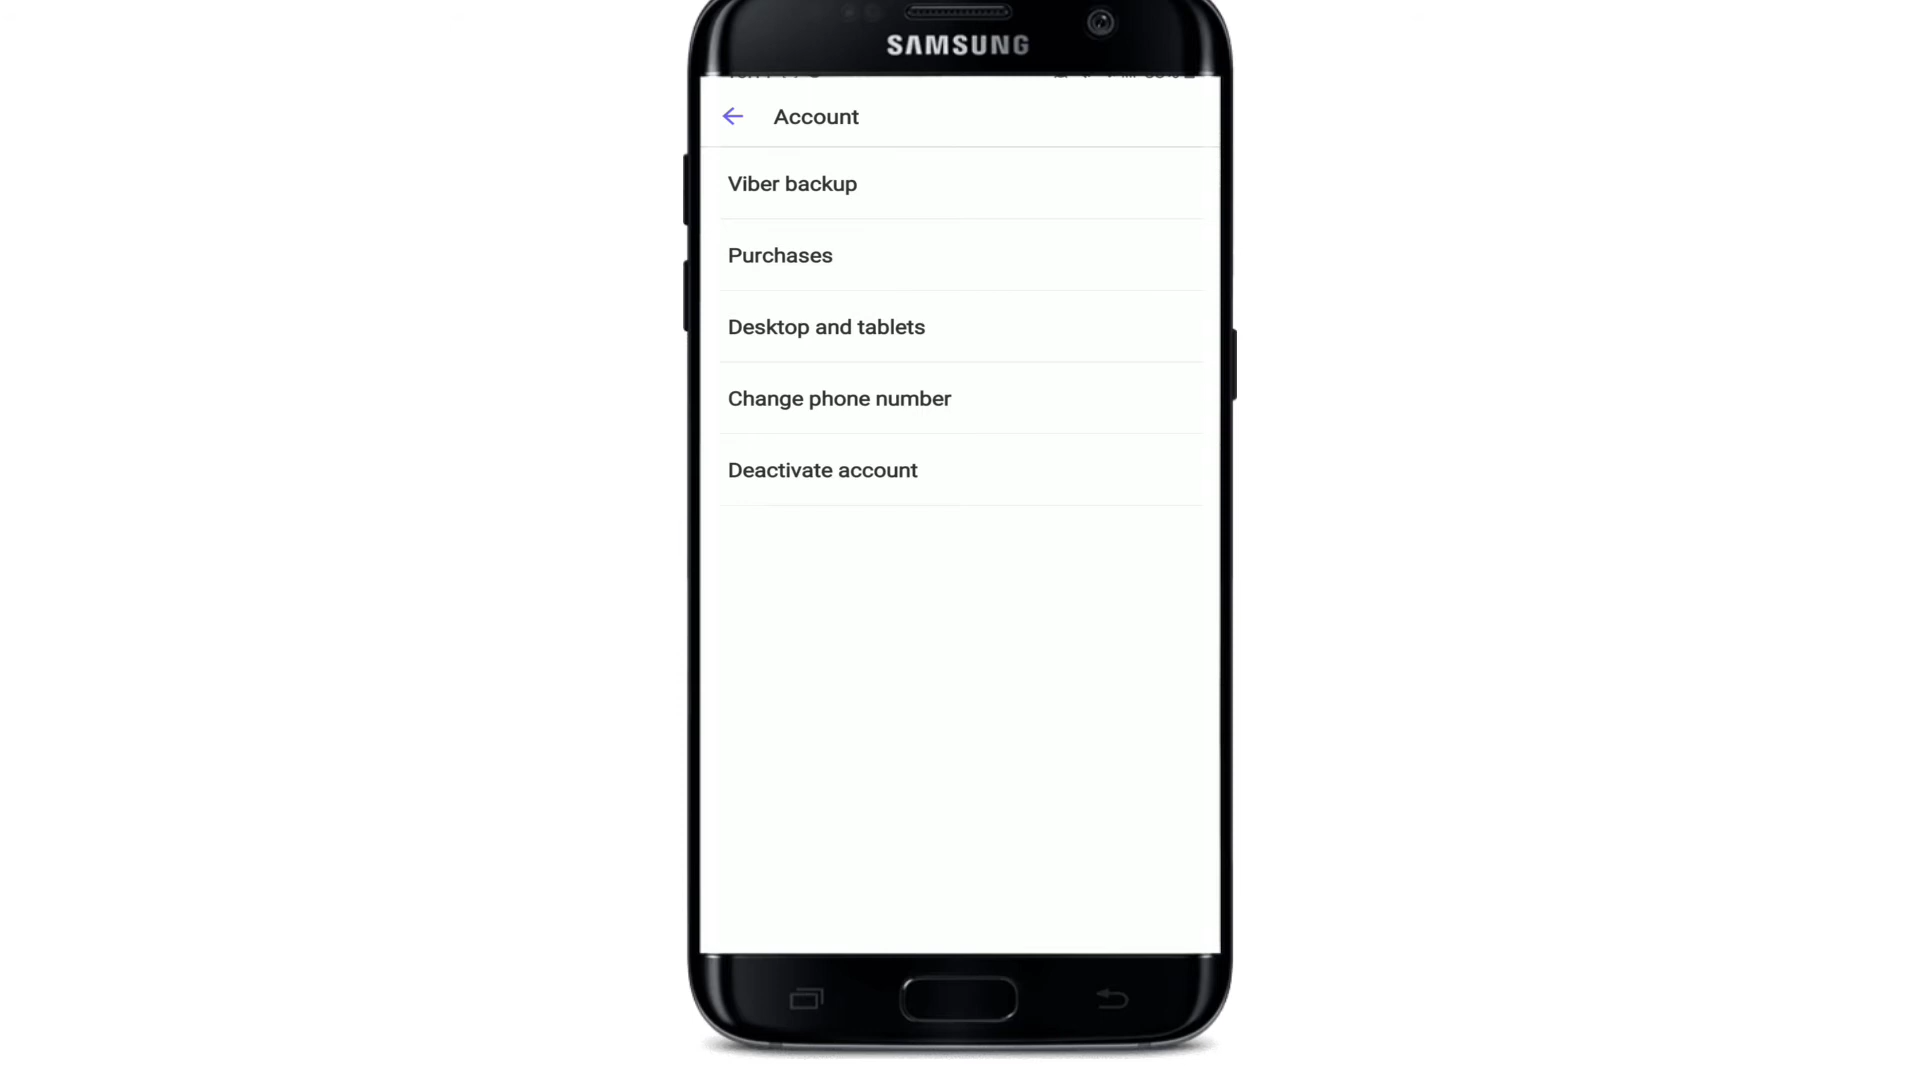 SAMSUNG
Account
Viber backup
Purchases
Desktop and tablets
Change phone number
Deactivate account